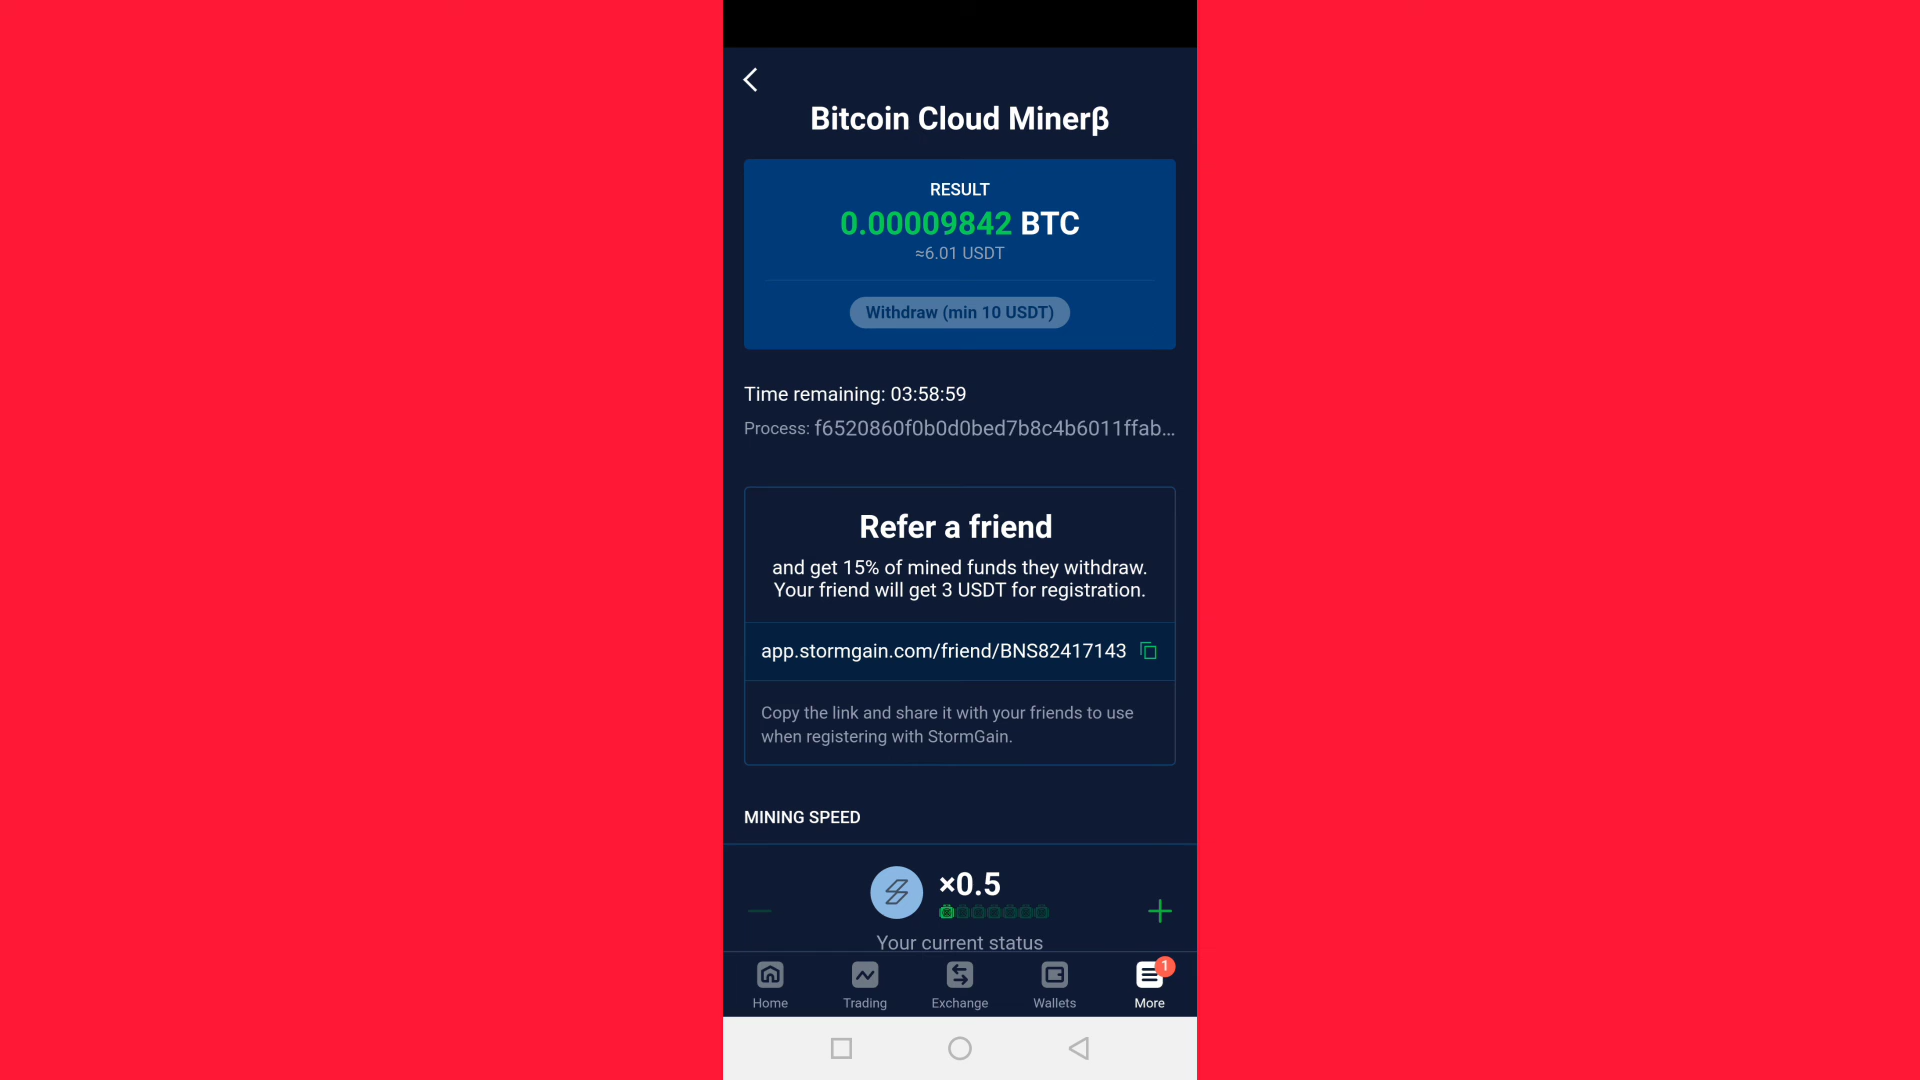 Bitcoin Cloud Minerβ
RESULT
0.00009842 BTC
≈6.01 USDT
Withdraw (min 10 USDT)
Time remaining: 03:58:59
Process: f6520860f0b0d0bed7b8c4b6011ffab...
Refer a friend
and get 15% of mined funds they withdraw.
Your friend will get 3 USDT for registration.
app.stormgain.com/friend/BNS82417143
Copy the link and share it with your friends to use
when registering with StormGain.
MINING SPEED
×0.5
Your current status
1
Home Trading Exchange Wallets More